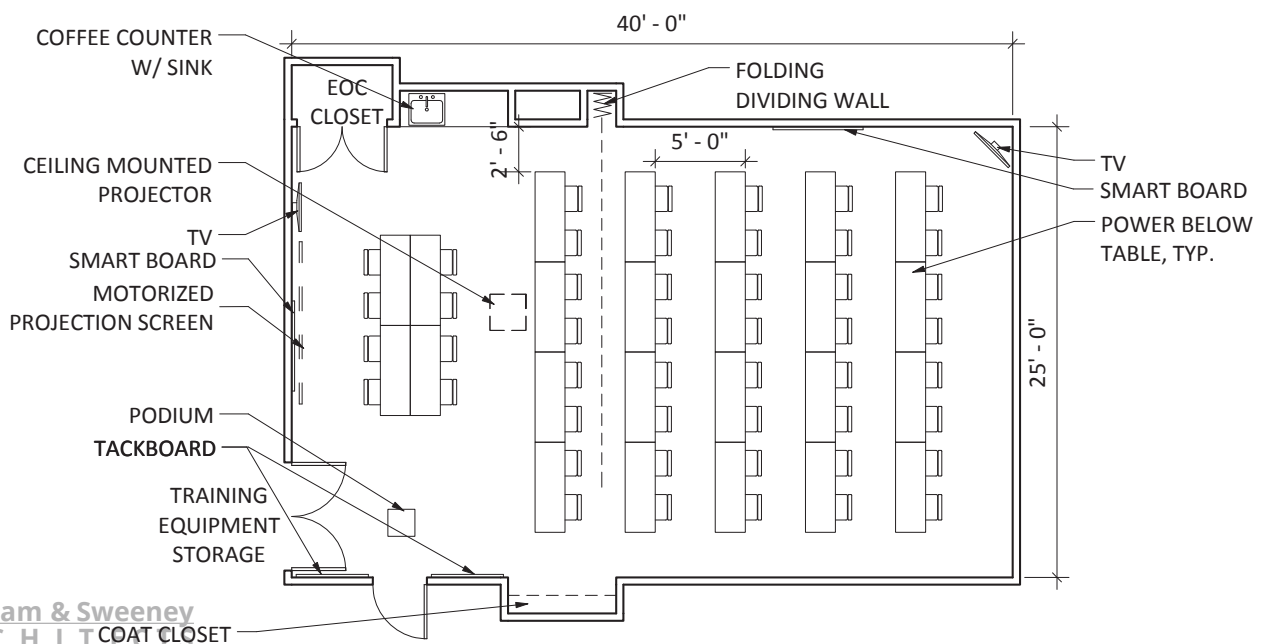 40' - 0"
COFFEE COUNTER
W/ SINK
EOC
CLOSET
FOLDING
DIVIDING WALL
2' - 6"
5' - 0"
CEILING MOUNTED
PROJECTOR
TV
SMART BOARD
POWER BELOW
TABLE, TYP.
TV
SMART BOARD
MOTORIZED
PROJECTION SCREEN
25' - 0"
PODIUM
TACKBOARD
TRAINING
EQUIPMENT
STORAGE
& Sweeney
COAT CLOSET